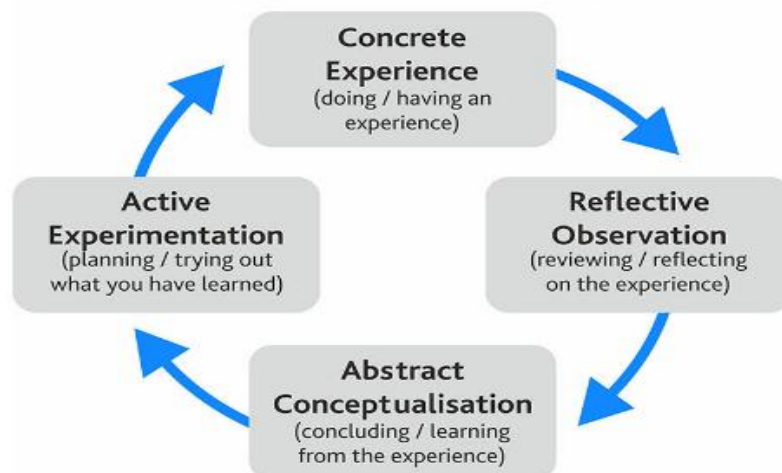 Concrete
Experience
(doing / having an
experience)
Reflective
Observation
(reviewing / reflecting
on the experience)
Abstract
Conceptualisation
(concluding / learning
from the experience)
Active
Experimentation
(planning / trying out
what you have learned)